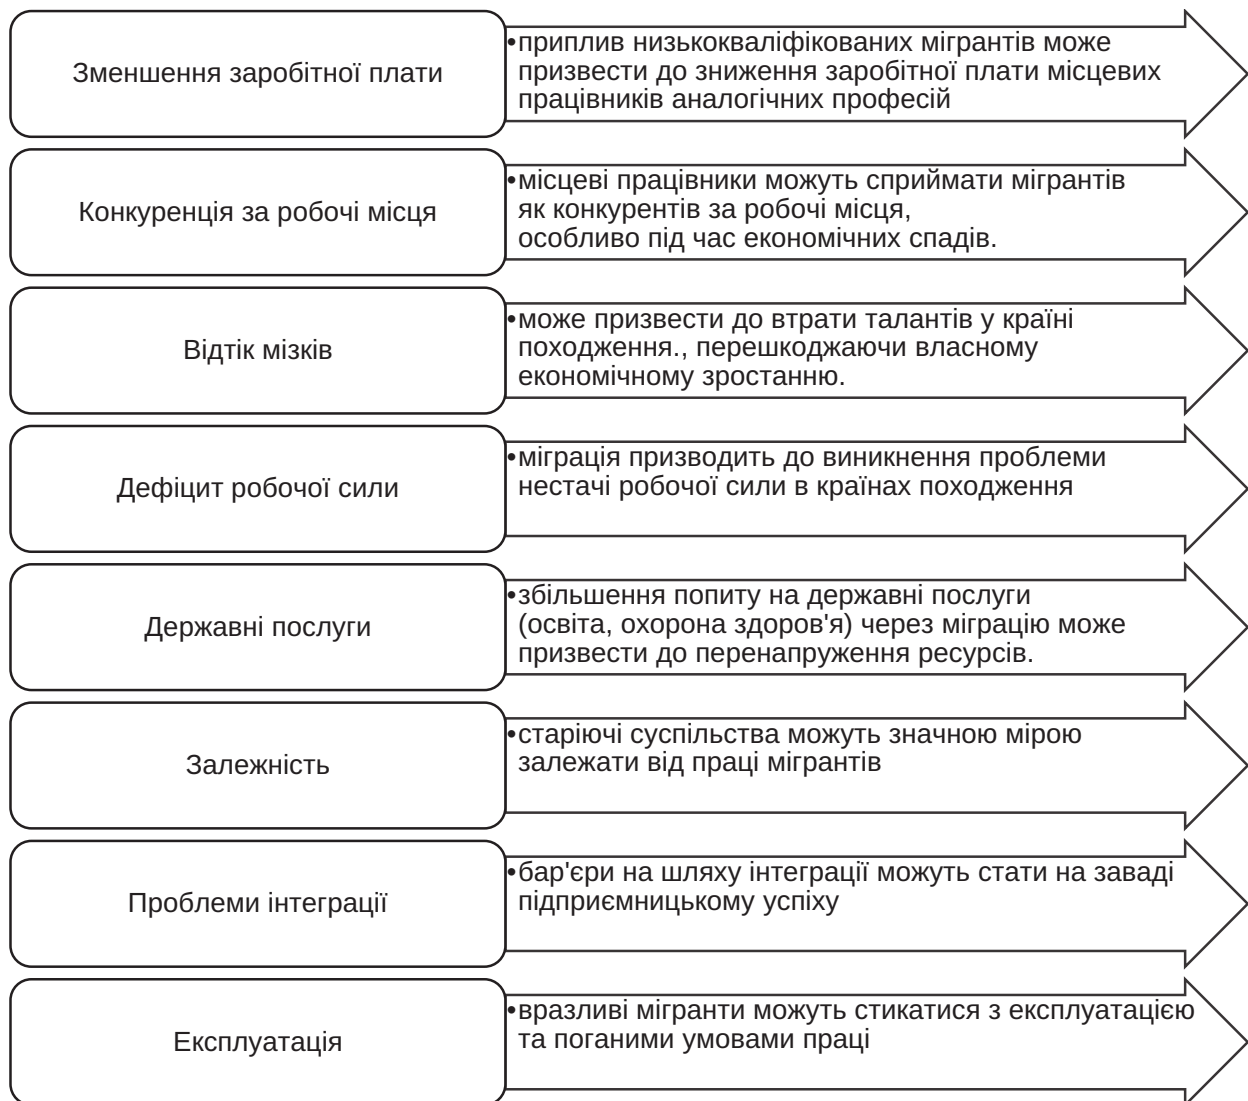 Зменшення заробітної плати
•приплив низькокваліфікованих мігрантів може
призвести до зниження заробітної плати місцевих
працівників аналогічних професій
Конкуренція за робочі місця
•місцеві працівники можуть сприймати мігрантів
як конкурентів за робочі місця,
особливо під час економічних спадів.
Відтік мізків
•може призвести до втрати талантів у країні
походження., перешкоджаючи власному
економічному зростанню.
Дефіцит робочої сили
•міграція призводить до виникнення проблеми
нестачі робочої сили в країнах походження
Державні послуги
•збільшення попиту на державні послуги
(освіта, охорона здоров'я) через міграцію може
призвести до перенапруження ресурсів.
Залежність
•старіючі суспільства можуть значною мірою
залежати від праці мігрантів
Проблеми інтеграції
•бар'єри на шляху інтеграції можуть стати на заваді
підприємницькому успіху
Експлуатація
•вразливі мігранти можуть стикатися з експлуатацією
та поганими умовами праці